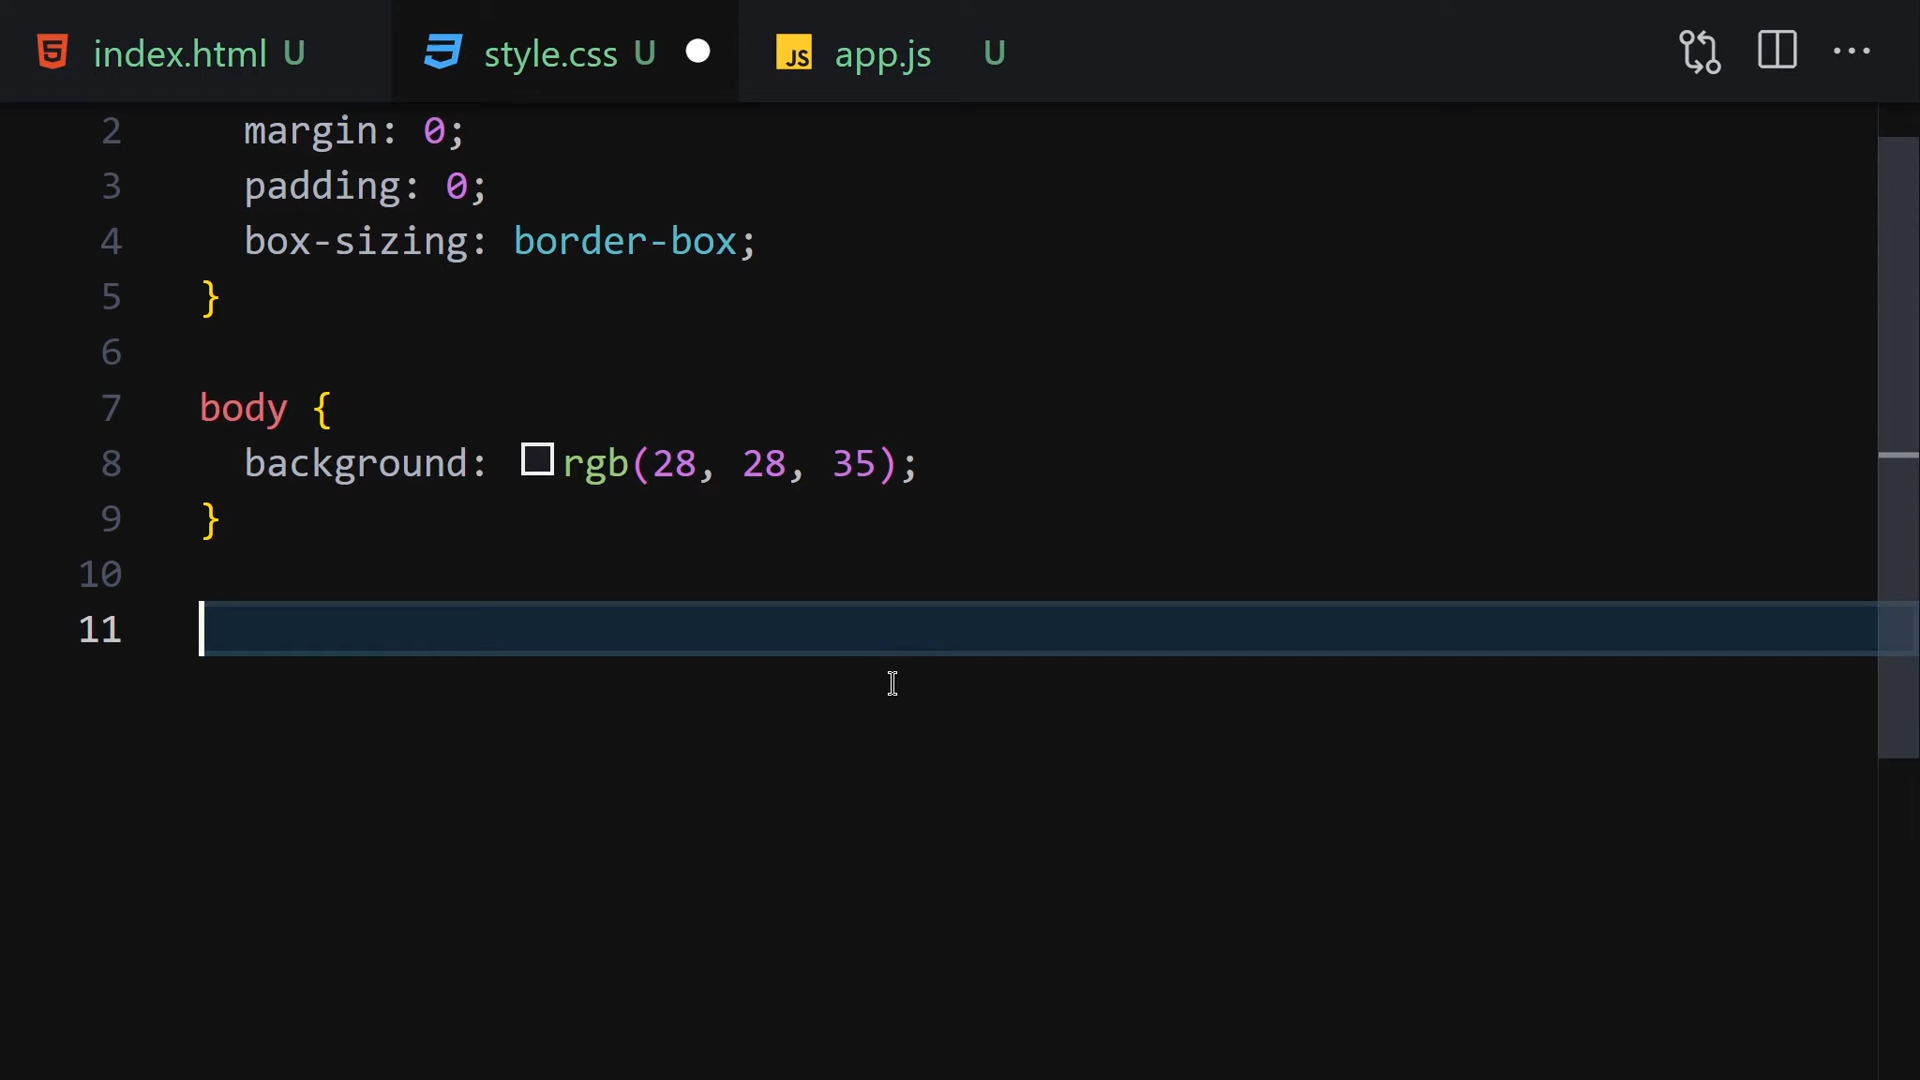 index.html U style.css U JS app.js U
2 margin: 0;
3 padding: 0;
4 box-sizing: border-box;
5 }
6
7 body {
8 background: rgb(28, 28, 35);
9 }
10
11